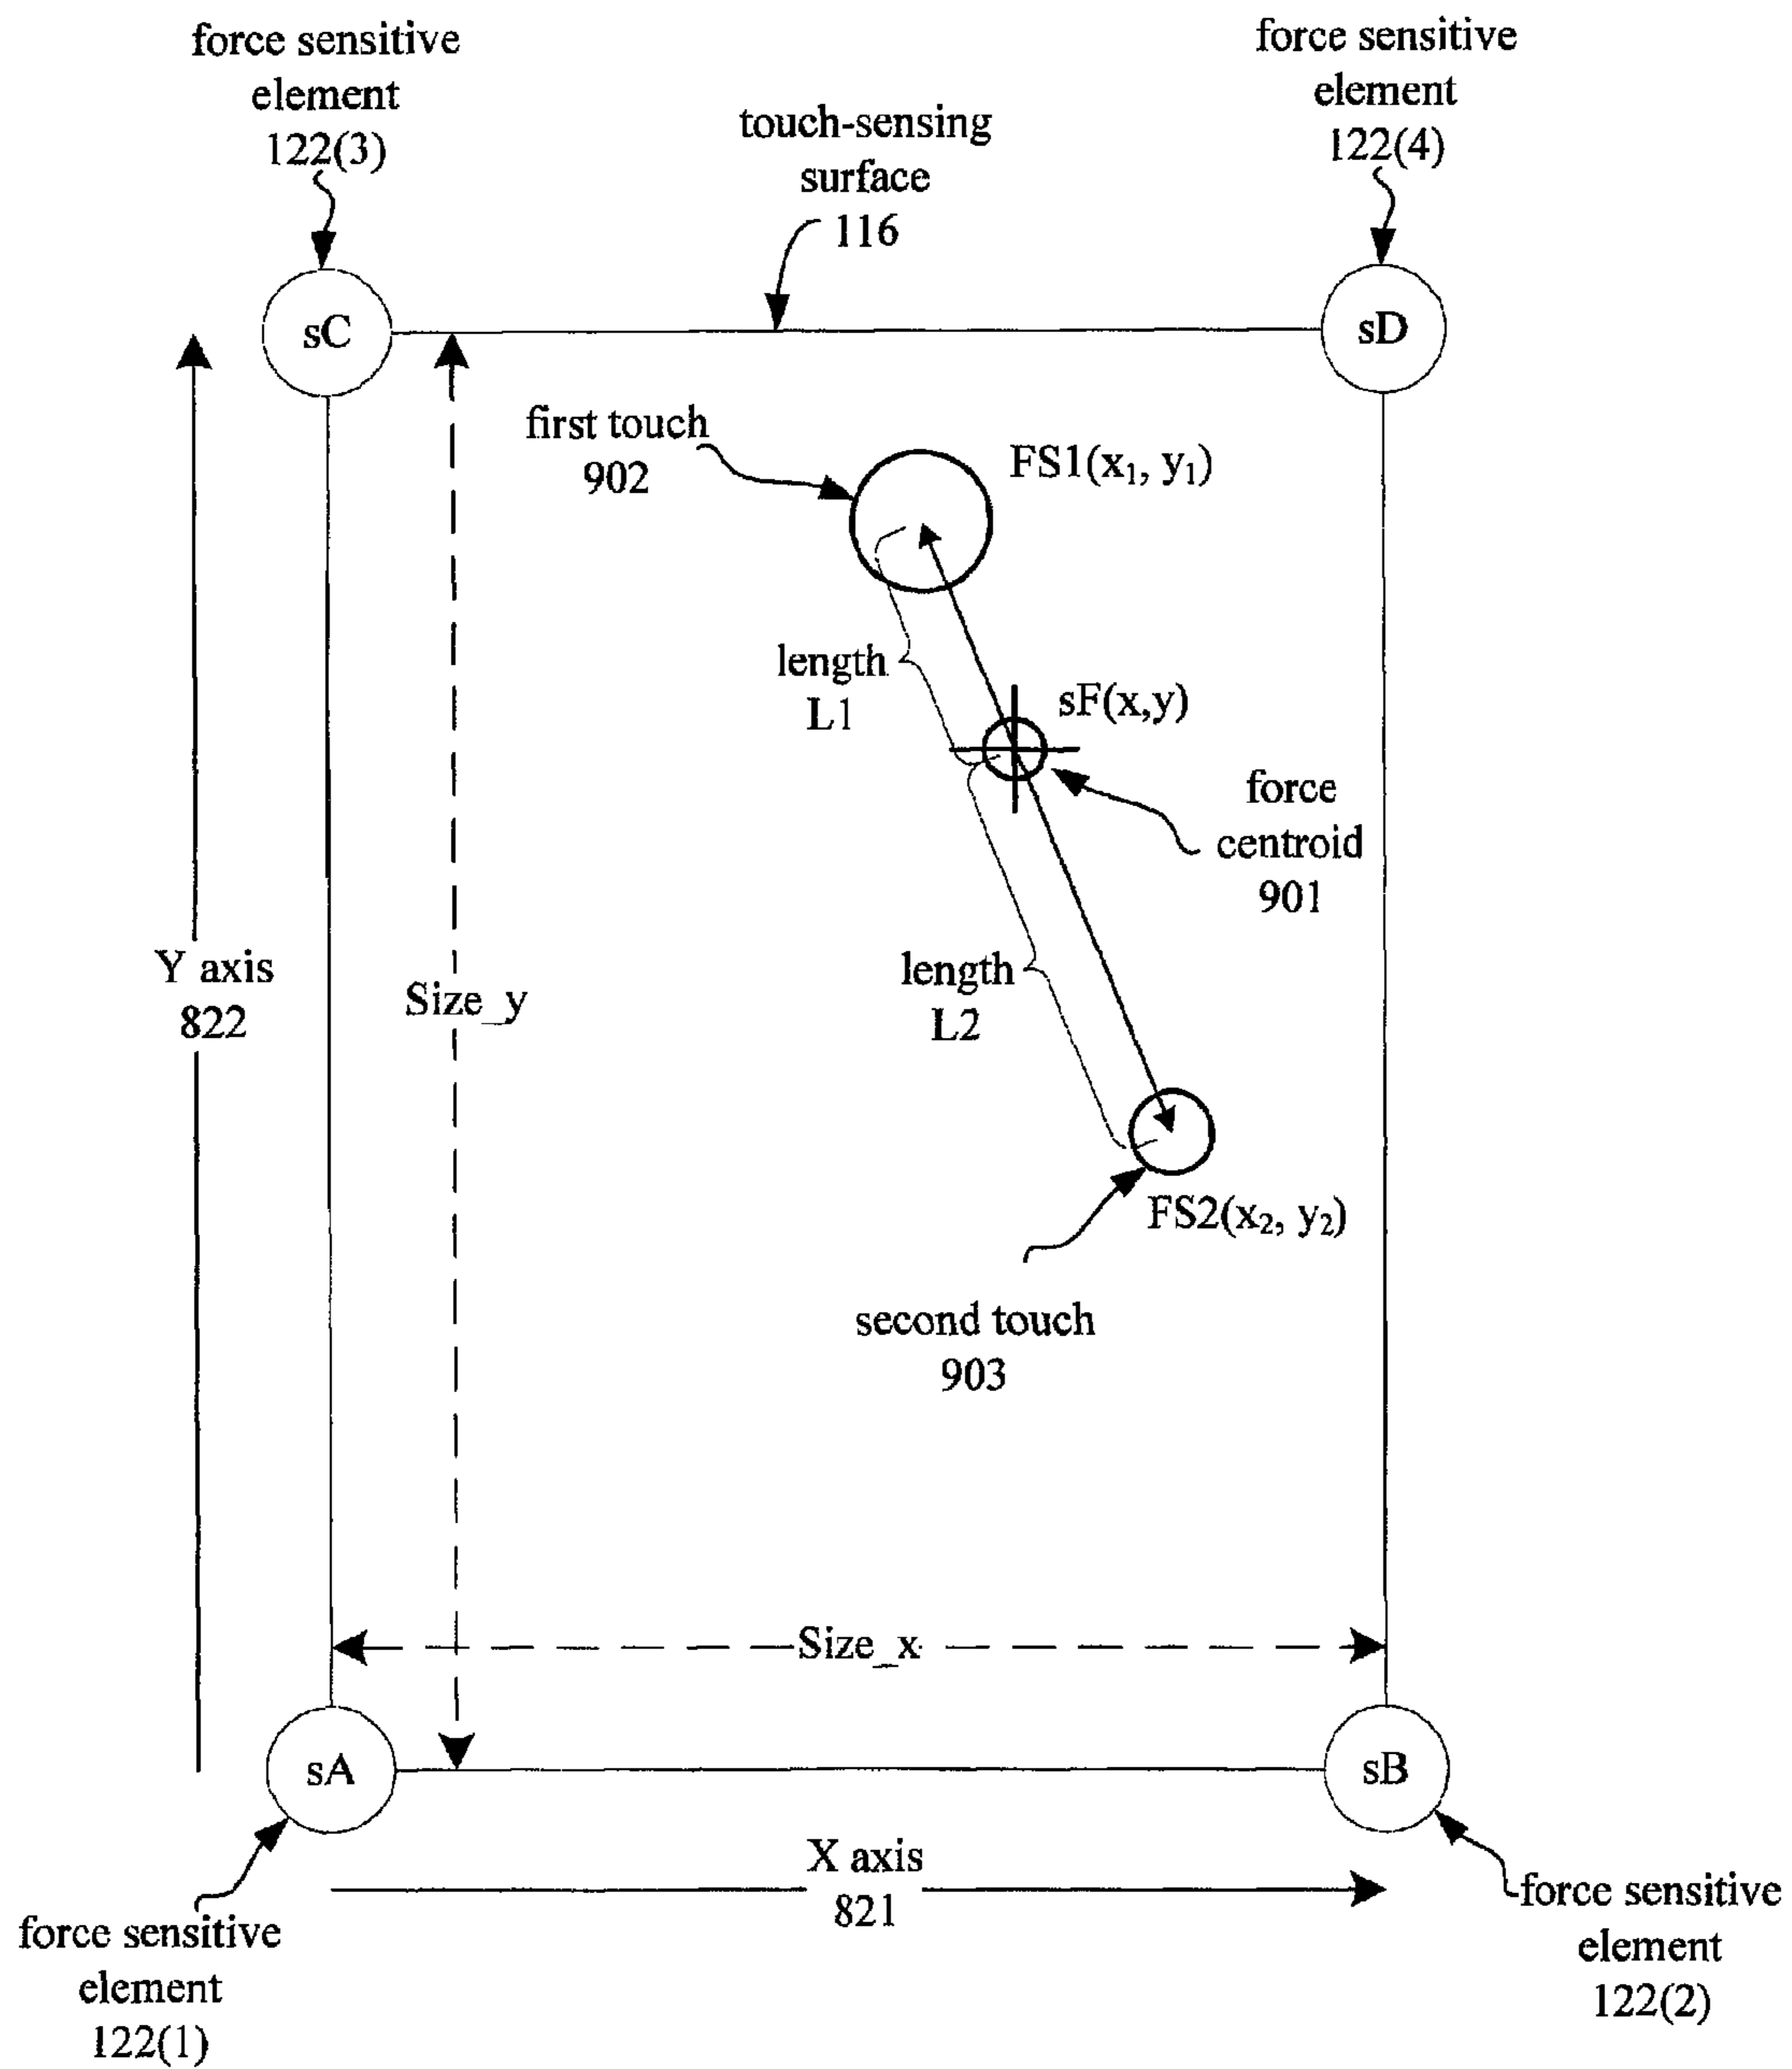 force sensitive
element
122(3)
force sensitive
element
122(4)
touch-sensing
surface
116
sC
sD
first touch
902
FS1(x₁, y₁)
length
L1
sF(x,y)
force
centroid
901
Y axis
822
Size_y
length
L2
FS2(x₂, y₂)
second touch
903
Size_x
sA
sB
X axis
821
force sensitive
element
122(1)
force sensitive
element
122(2)